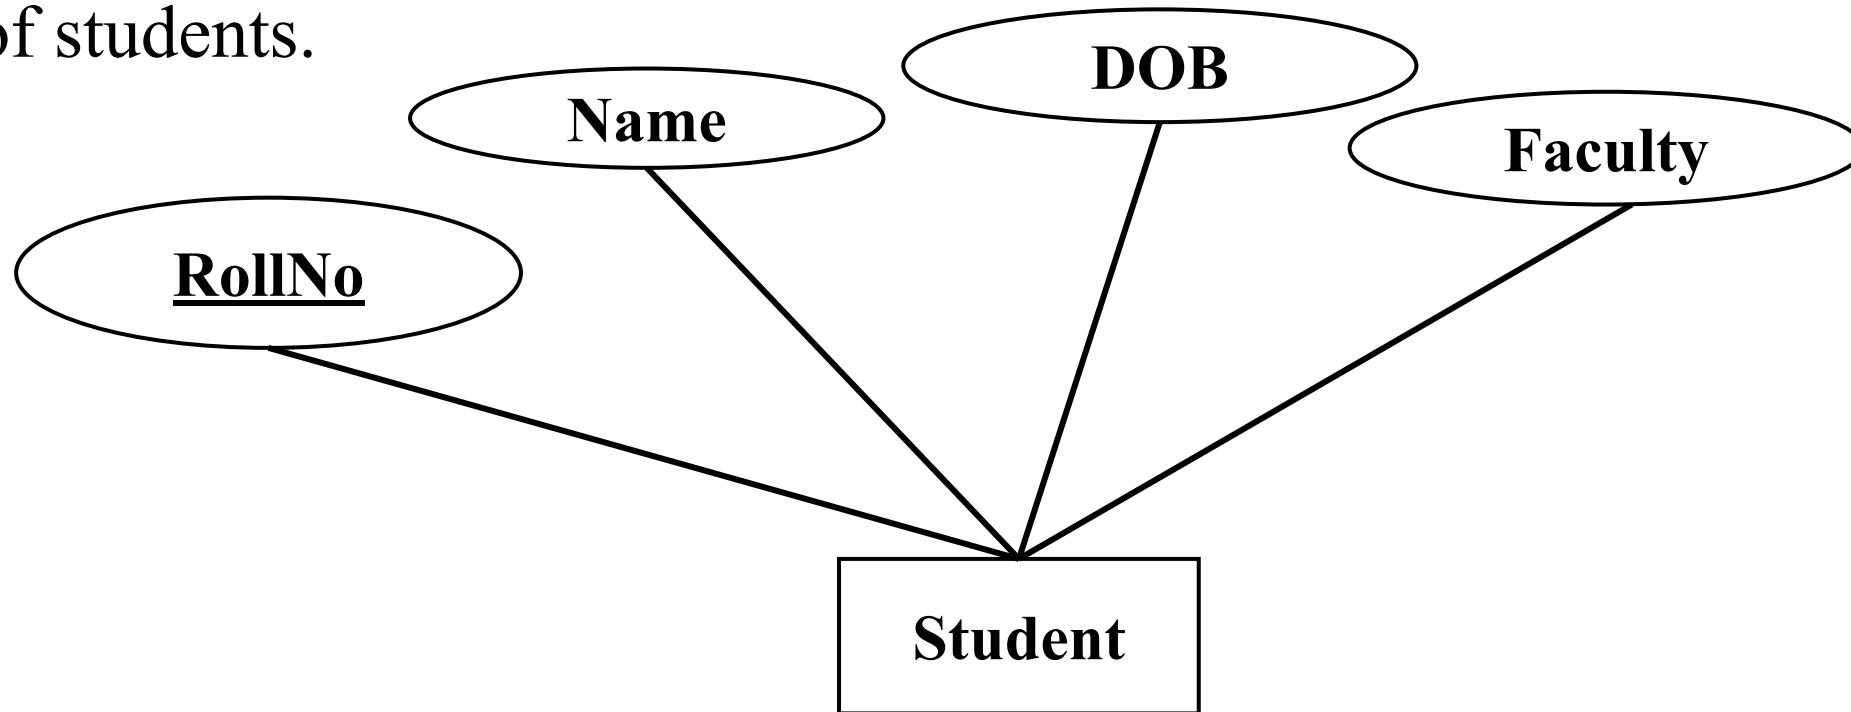 of students.
DOB
Name
Faculty
RollNo
Student